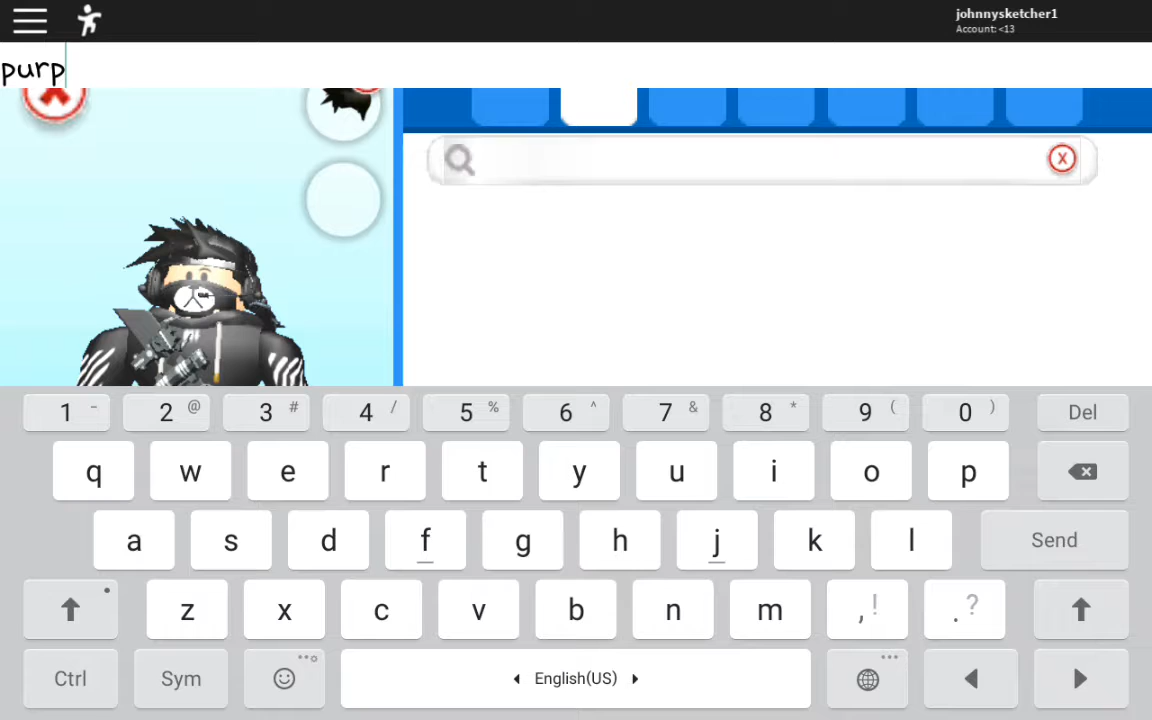 johnnysketcher1
Account: <13
purp
X
1 - 2 @ 3 # 4 / 5 % 6 ^ 7 & 8 * 9 ( 0 ) Del
q w e r t y u i o p
a s d f g h j k l Send
z x c v b n m , ! . ?
Ctrl Sym English(US)